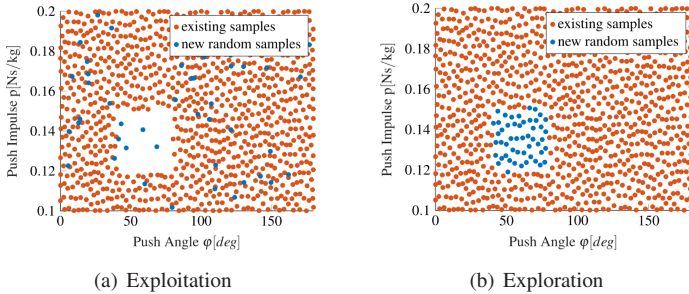 0.2
0.18
0.16
0.14
0.12
0.1
Push Impulse p[Ns/kg]
existing samples
new random samples
0
50
100
150
Push Angle φ[deg]
(a) Exploitation
0.2
0.18
0.16
0.14
0.12
0.1
Push Impulse p[Ns/kg]
existing samples
new random samples
0
50
100
150
Push Angle φ[deg]
(b) Exploration